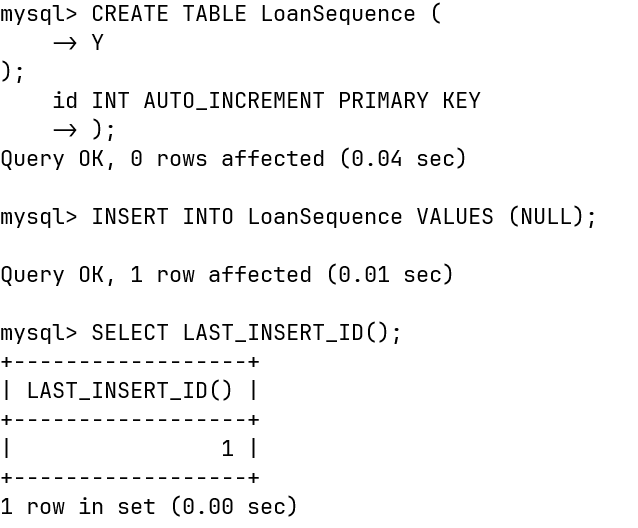 mysql> CREATE TABLE LoanSequence (
    -> Y
);
    id INT AUTO_INCREMENT PRIMARY KEY
    -> );
Query OK, 0 rows affected (0.04 sec)

mysql> INSERT INTO LoanSequence VALUES (NULL);

Query OK, 1 row affected (0.01 sec)

mysql> SELECT LAST_INSERT_ID();
+------------------+
| LAST_INSERT_ID() |
+------------------+
|                1 |
+------------------+
1 row in set (0.00 sec)